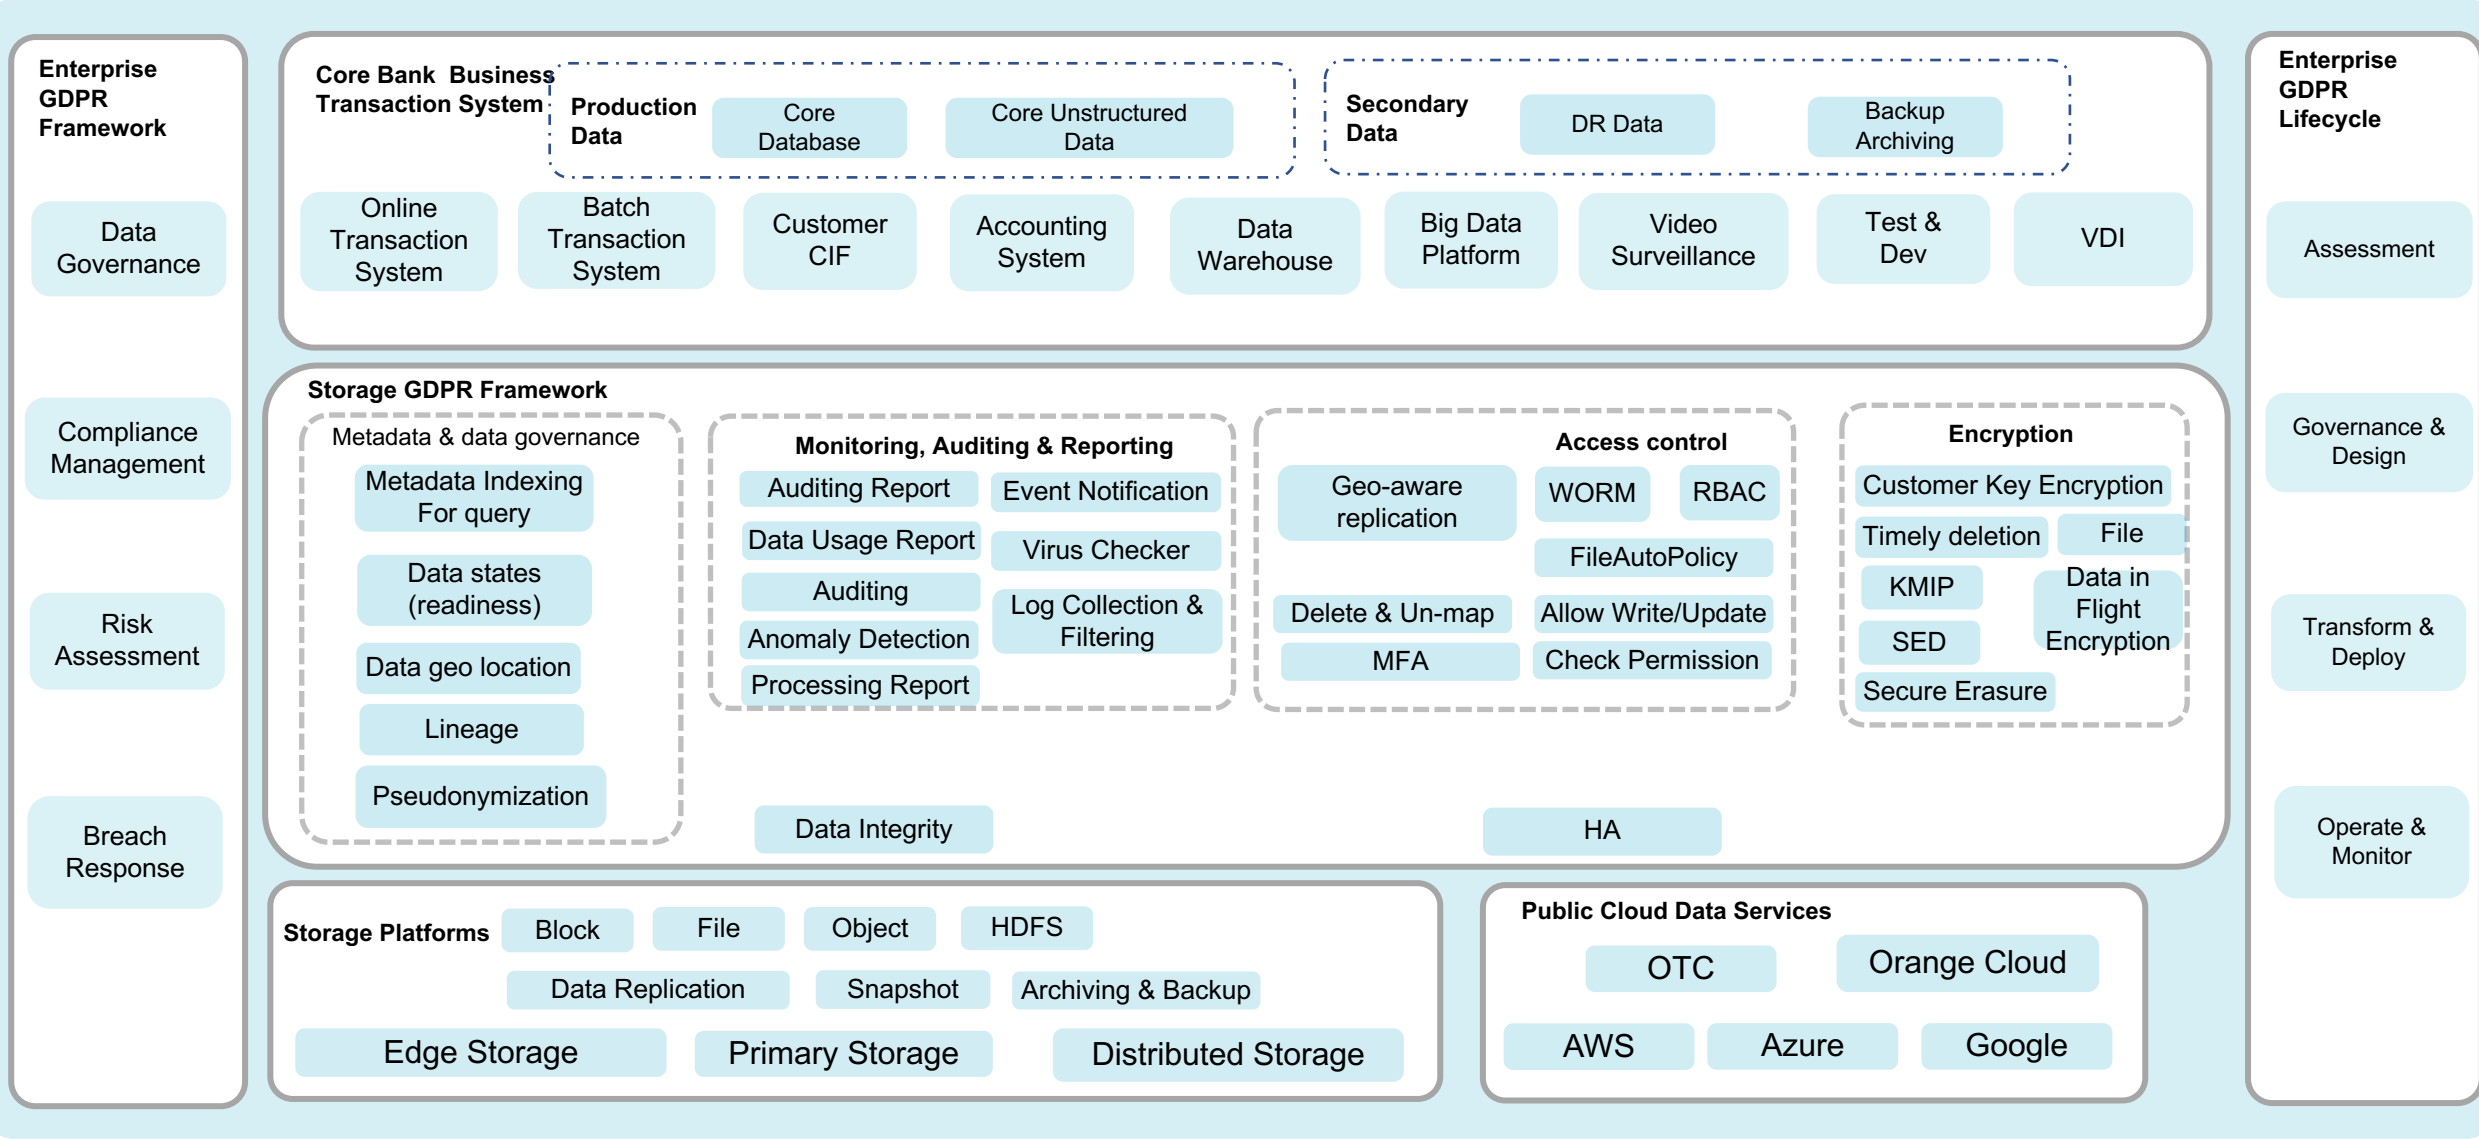 Enterprise
GDPR
Framework
Data
Governance
Compliance
Management
Risk
Assessment
Breach
Response
Core Bank  Business
Transaction System
Production
Data
Core
Database
Core Unstructured
Data
Secondary
Data
DR Data
Backup
Archiving
Online
Transaction
System
Batch
Transaction
System
Customer
CIF
Accounting
System
Data
Warehouse
Big Data
Platform
Video
Surveillance
Test &
Dev
VDI
Storage GDPR Framework
Metadata & data governance
Metadata Indexing
For query
Data states
(readiness)
Data geo location
Lineage
Pseudonymization
Monitoring, Auditing & Reporting
Auditing Report
Data Usage Report
Auditing
Anomaly Detection
Processing Report
Event Notification
Virus Checker
Log Collection &
Filtering
Access control
Geo-aware
replication
WORM
RBAC
FileAutoPolicy
Delete & Un-map
Allow Write/Update
MFA
Check Permission
Encryption
Customer Key Encryption
Timely deletion
File
KMIP
Data in
Flight
Encryption
SED
Secure Erasure
Data Integrity
HA
Storage Platforms
Block
File
Object
HDFS
Data Replication
Snapshot
Archiving & Backup
Edge Storage
Primary Storage
Distributed Storage
Public Cloud Data Services
OTC
Orange Cloud
AWS
Azure
Google
Enterprise
GDPR
Lifecycle
Assessment
Governance &
Design
Transform &
Deploy
Operate &
Monitor